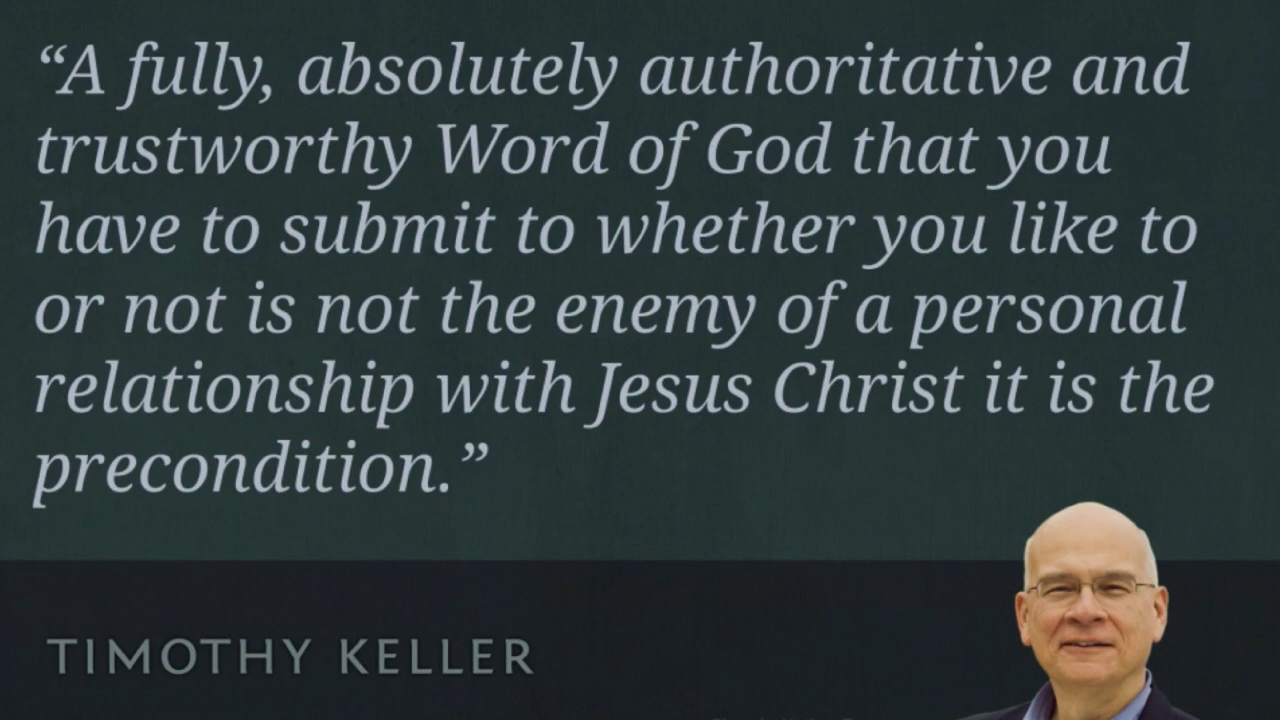 “A fully, absolutely authoritative and
trustworthy Word of God that you
have to submit to whether you like to
or not is not the enemy of a personal
relationship with Jesus Christ it is the
precondition.”
TIMOTHY KELLER